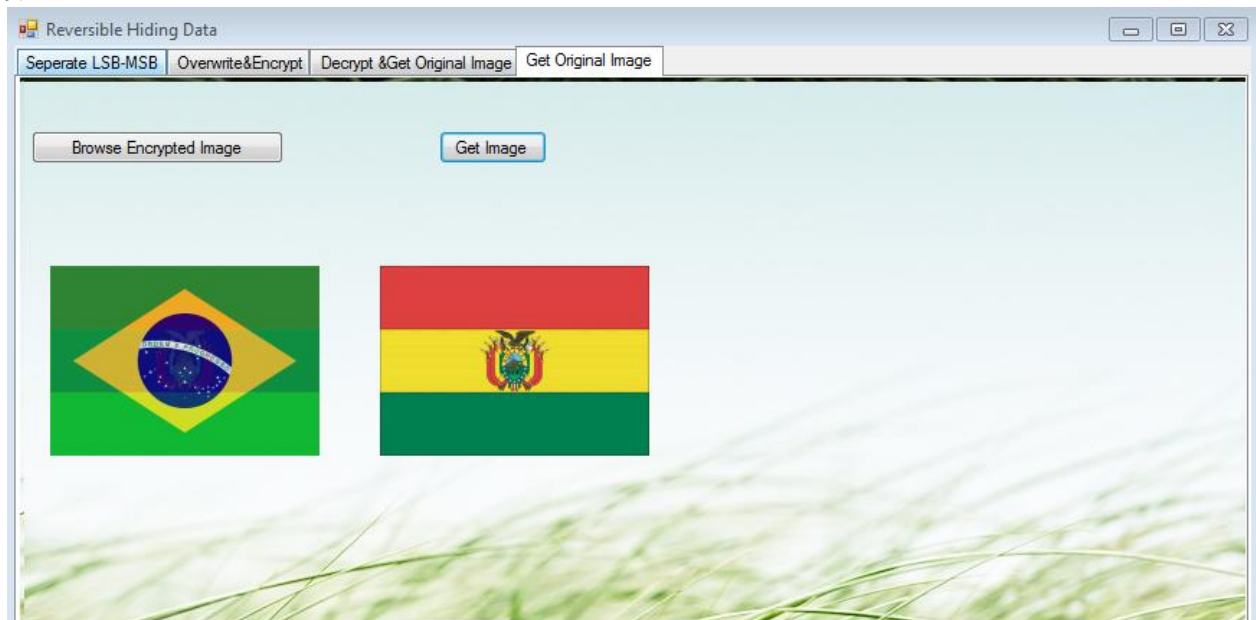 Reversible Hiding Data
Seperate LSB-MSB Overwrite&Encrypt Decrypt &Get Original Image Get Original Image
Browse Encrypted Image Get Image